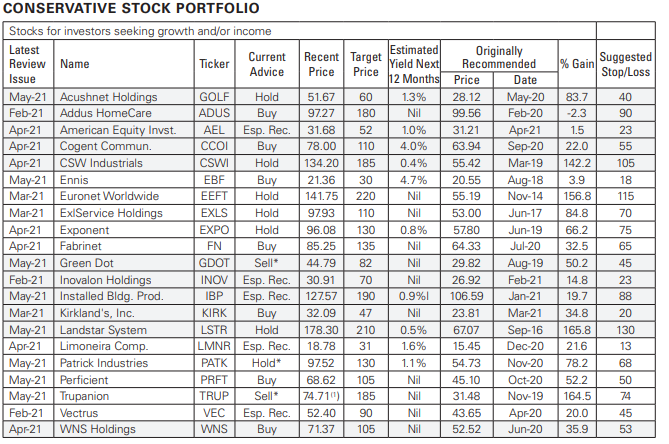 CONSERVATIVE STOCK PORTFOLIO
Stocks for investors seeking growth and/or income
Latest Review Issue Name Ticker Current Advice Recent Price Target Price Estimated Yield Next 12 Months Originally Recommended Price Date % Gain Suggested Stop/Loss
May-21 Acushnet Holdings GOLF Hold 51.67 60 1.3% 28.12 May-20 83.7 40
Feb-21 Addus HomeCare ADUS Buy 97.27 180 Nil 99.56 Feb-20 -2.3 90
Apr-21 American Equity Invst. AEL Esp. Rec. 31.68 52 1.0% 31.21 Apr-21 1.5 23
Apr-21 Cogent Commun. CCOI Buy 78.00 110 4.0% 63.94 Sep-20 22.0 55
Apr-21 CSW Industrials CSWI Hold 134.20 185 0.4% 55.42 Mar-19 142.2 105
May-21 Ennis EBF Buy 21.36 30 4.7% 20.55 Aug-18 3.9 18
Mar-21 Euronet Worldwide EEFT Hold 141.75 220 Nil 55.19 Nov-14 156.8 115
Mar-21 ExlService Holdings EXLS Hold 97.93 110 Nil 53.00 Jun-17 84.8 70
Apr-21 Exponent EXPO Hold 96.08 130 0.8% 57.80 Jun-19 66.2 75
Apr-21 Fabrinet FN Buy 85.25 135 Nil 64.33 Jul-20 32.5 65
May-21 Green Dot GDOT Sell* 44.79 82 Nil 29.82 Aug-19 50.2 45
Feb-21 Inovalon Holdings INOV Esp. Rec. 30.91 70 Nil 26.92 Feb-21 14.8 23
May-21 Installed Bldg. Prod. IBP Esp. Rec. 127.57 190 0.9%l 106.59 Jan-21 19.7 88
Mar-21 Kirkland's, Inc. KIRK Buy 32.09 47 Nil 23.81 Mar-21 34.8 20
May-21 Landstar System LSTR Hold 178.30 210 0.5% 67.07 Sep-16 165.8 130
Apr-21 Limoneira Comp. LMNR Esp. Rec. 18.78 31 1.6% 15.45 Dec-20 21.6 13
May-21 Patrick Industries PATK Hold* 97.52 130 1.1% 54.73 Nov-20 78.2 68
May-21 Perficient PRFT Buy 68.62 105 Nil 45.10 Oct-20 52.2 50
May-21 Trupanion TRUP Sell* 74.71(1) 185 Nil 31.48 Nov-19 164.5 74
Feb-21 Vectrus VEC Esp. Rec. 52.40 90 Nil 43.65 Apr-20 20.0 45
Apr-21 WNS Holdings WNS Buy 71.37 105 Nil 52.52 Jun-20 35.9 53